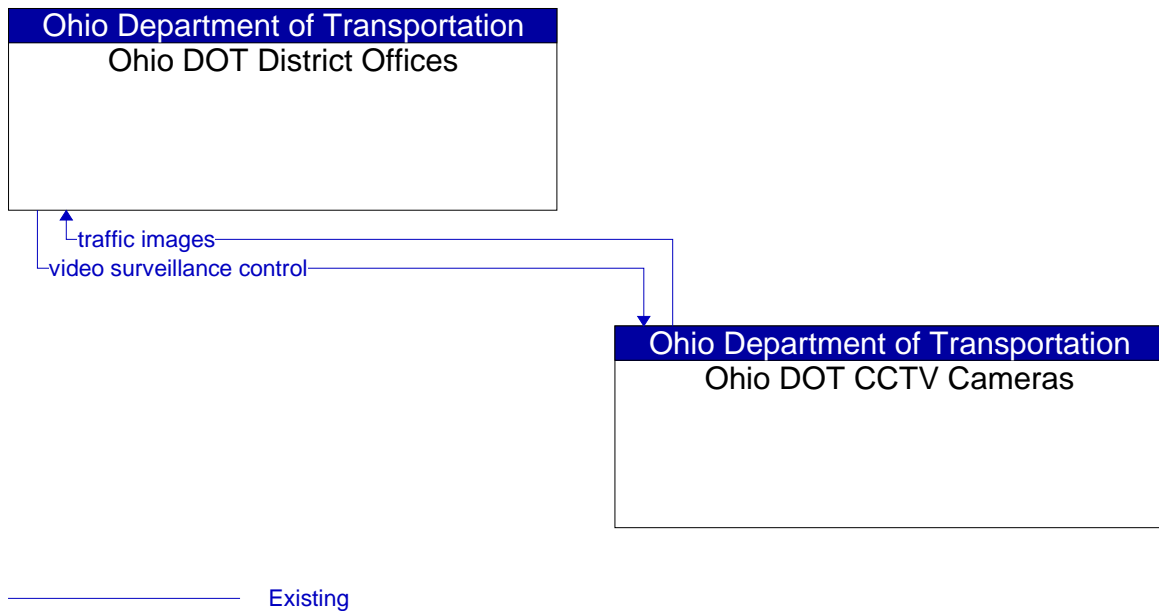 Ohio Department of Transportation
Ohio DOT District Offices
traffic images
video surveillance control
Ohio Department of Transportation
Ohio DOT CCTV Cameras
Existing